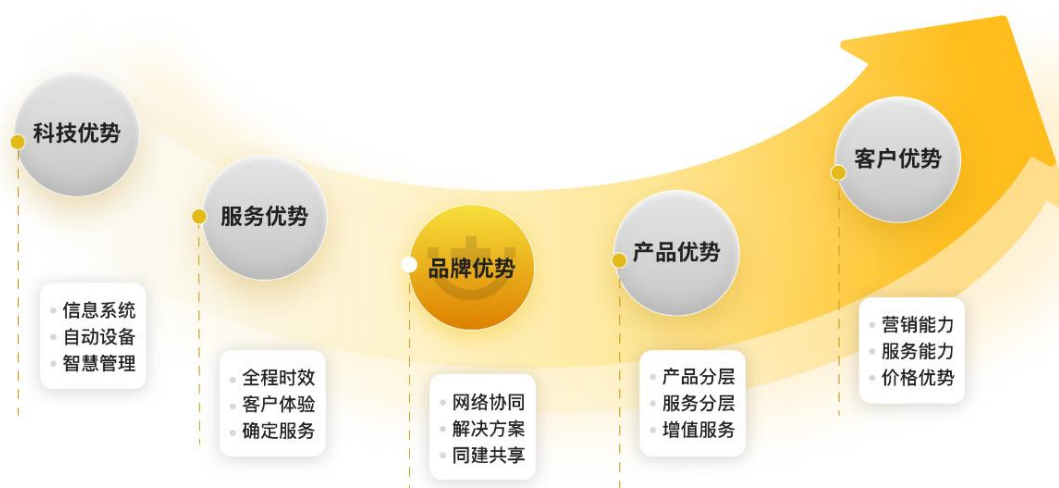 科技优势
信息系统
自动设备
智慧管理
服务优势
全程时效
客户体验
确定服务
品牌优势
网络协同
解决方案
同建共享
产品优势
产品分层
服务分层
增值服务
客户优势
营销能力
服务能力
价格优势